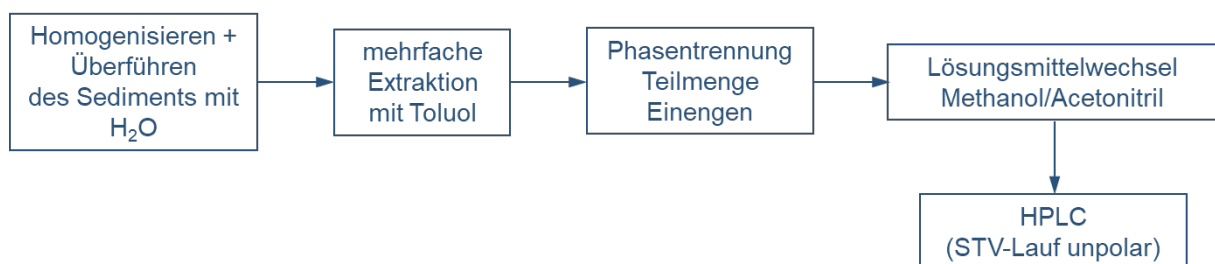 Homogenisieren +
Überführen
des Sediments mit
H₂O
mehrfache
Extraktion
mit Toluol
Phasentrennung
Teilmenge
Einengen
Lösungsmittelwechsel
Methanol/Acetonitril
HPLC
(STV-Lauf unpolar)